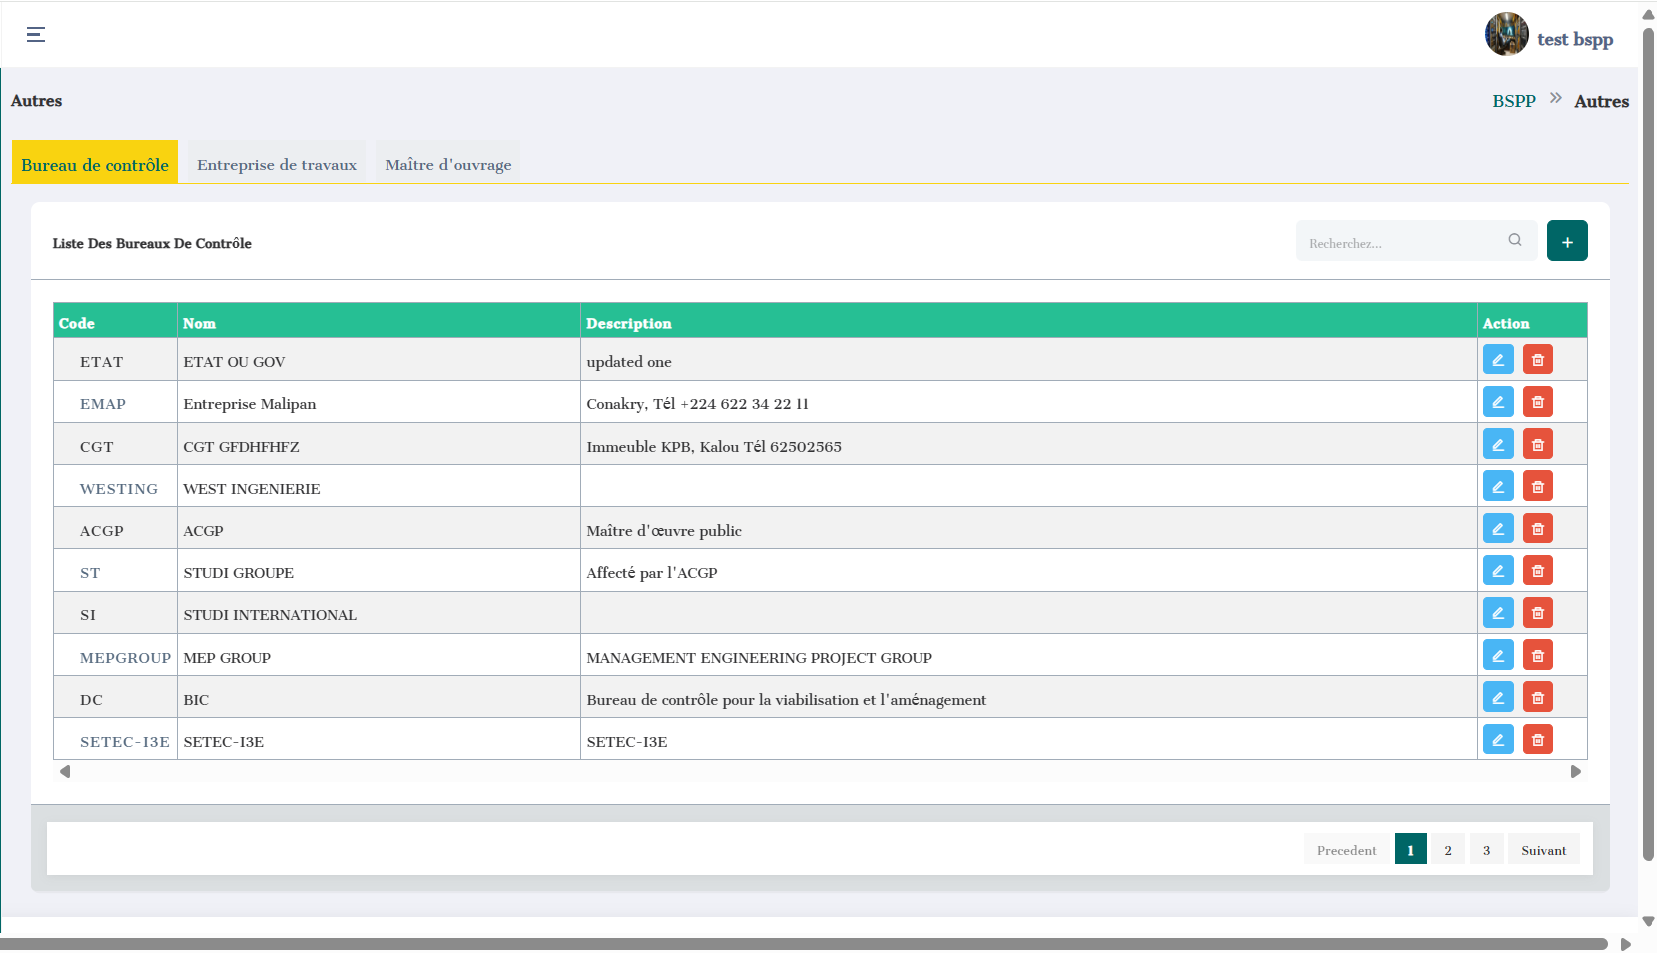 test bspp
Autres
BSPP » Autres
Bureau de contrôle Entreprise de travaux Maître d'ouvrage
Liste Des Bureaux De Contrôle Recherchez... +
Code Nom Description Action
ETAT ETAT OU GOV updated one
EMAP Entreprise Malipan Conakry, Tél +224 622 34 22 11
CGT CGT GFDHFHFZ Immeuble KPB, Kalou Tél 62502565
WESTING WEST INGENIERIE
ACGP ACGP Maître d'œuvre public
ST STUDI GROUPE Affecté par l'ACGP
SI STUDI INTERNATIONAL
MEPGROUP MEP GROUP MANAGEMENT ENGINEERING PROJECT GROUP
DC BIC Bureau de contrôle pour la viabilisation et l'aménagement
SETEC-I3E SETEC-I3E SETEC-I3E
Precedent 1 2 3 Suivant